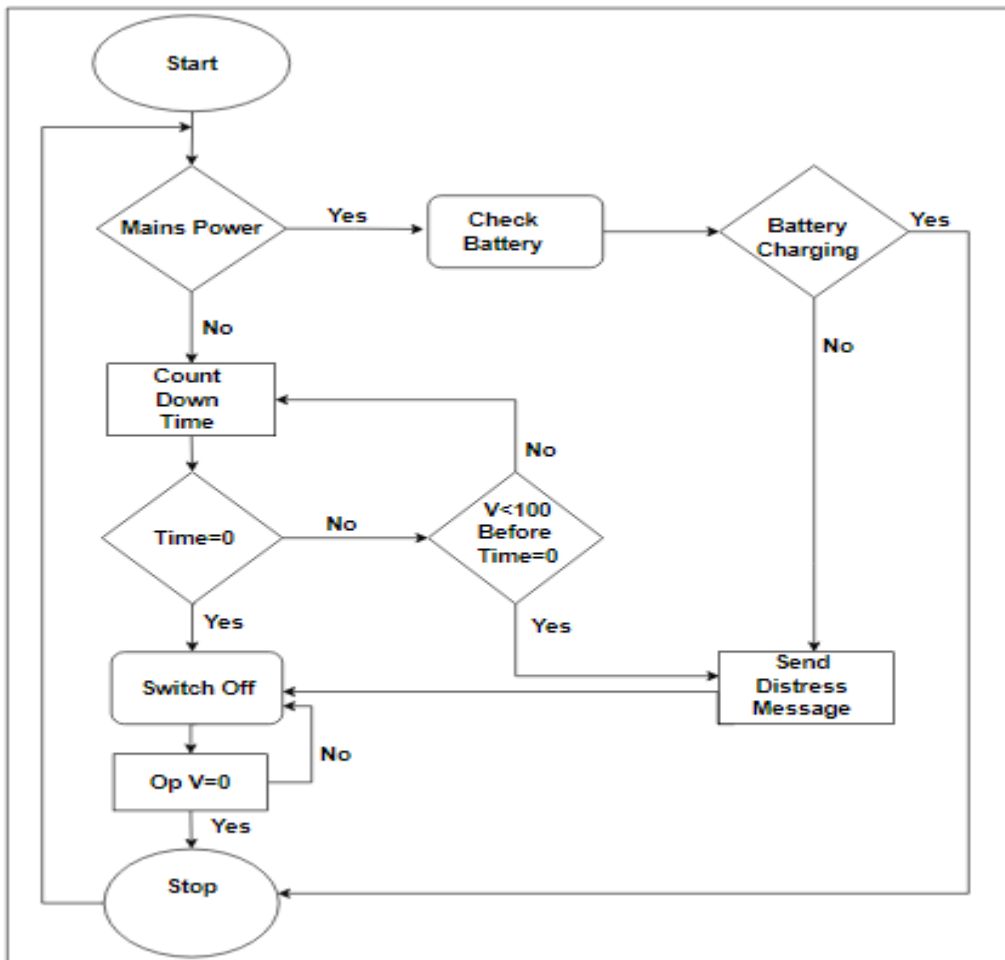 Start
Mains Power
Yes
Check
Battery
Battery
Charging
Yes
No
No
Count
Down
Time
No
Time=0
No
V<100
Before
Time=0
Yes
Yes
Switch Off
Send
Distress
Message
No
Op V=0
Yes
Stop